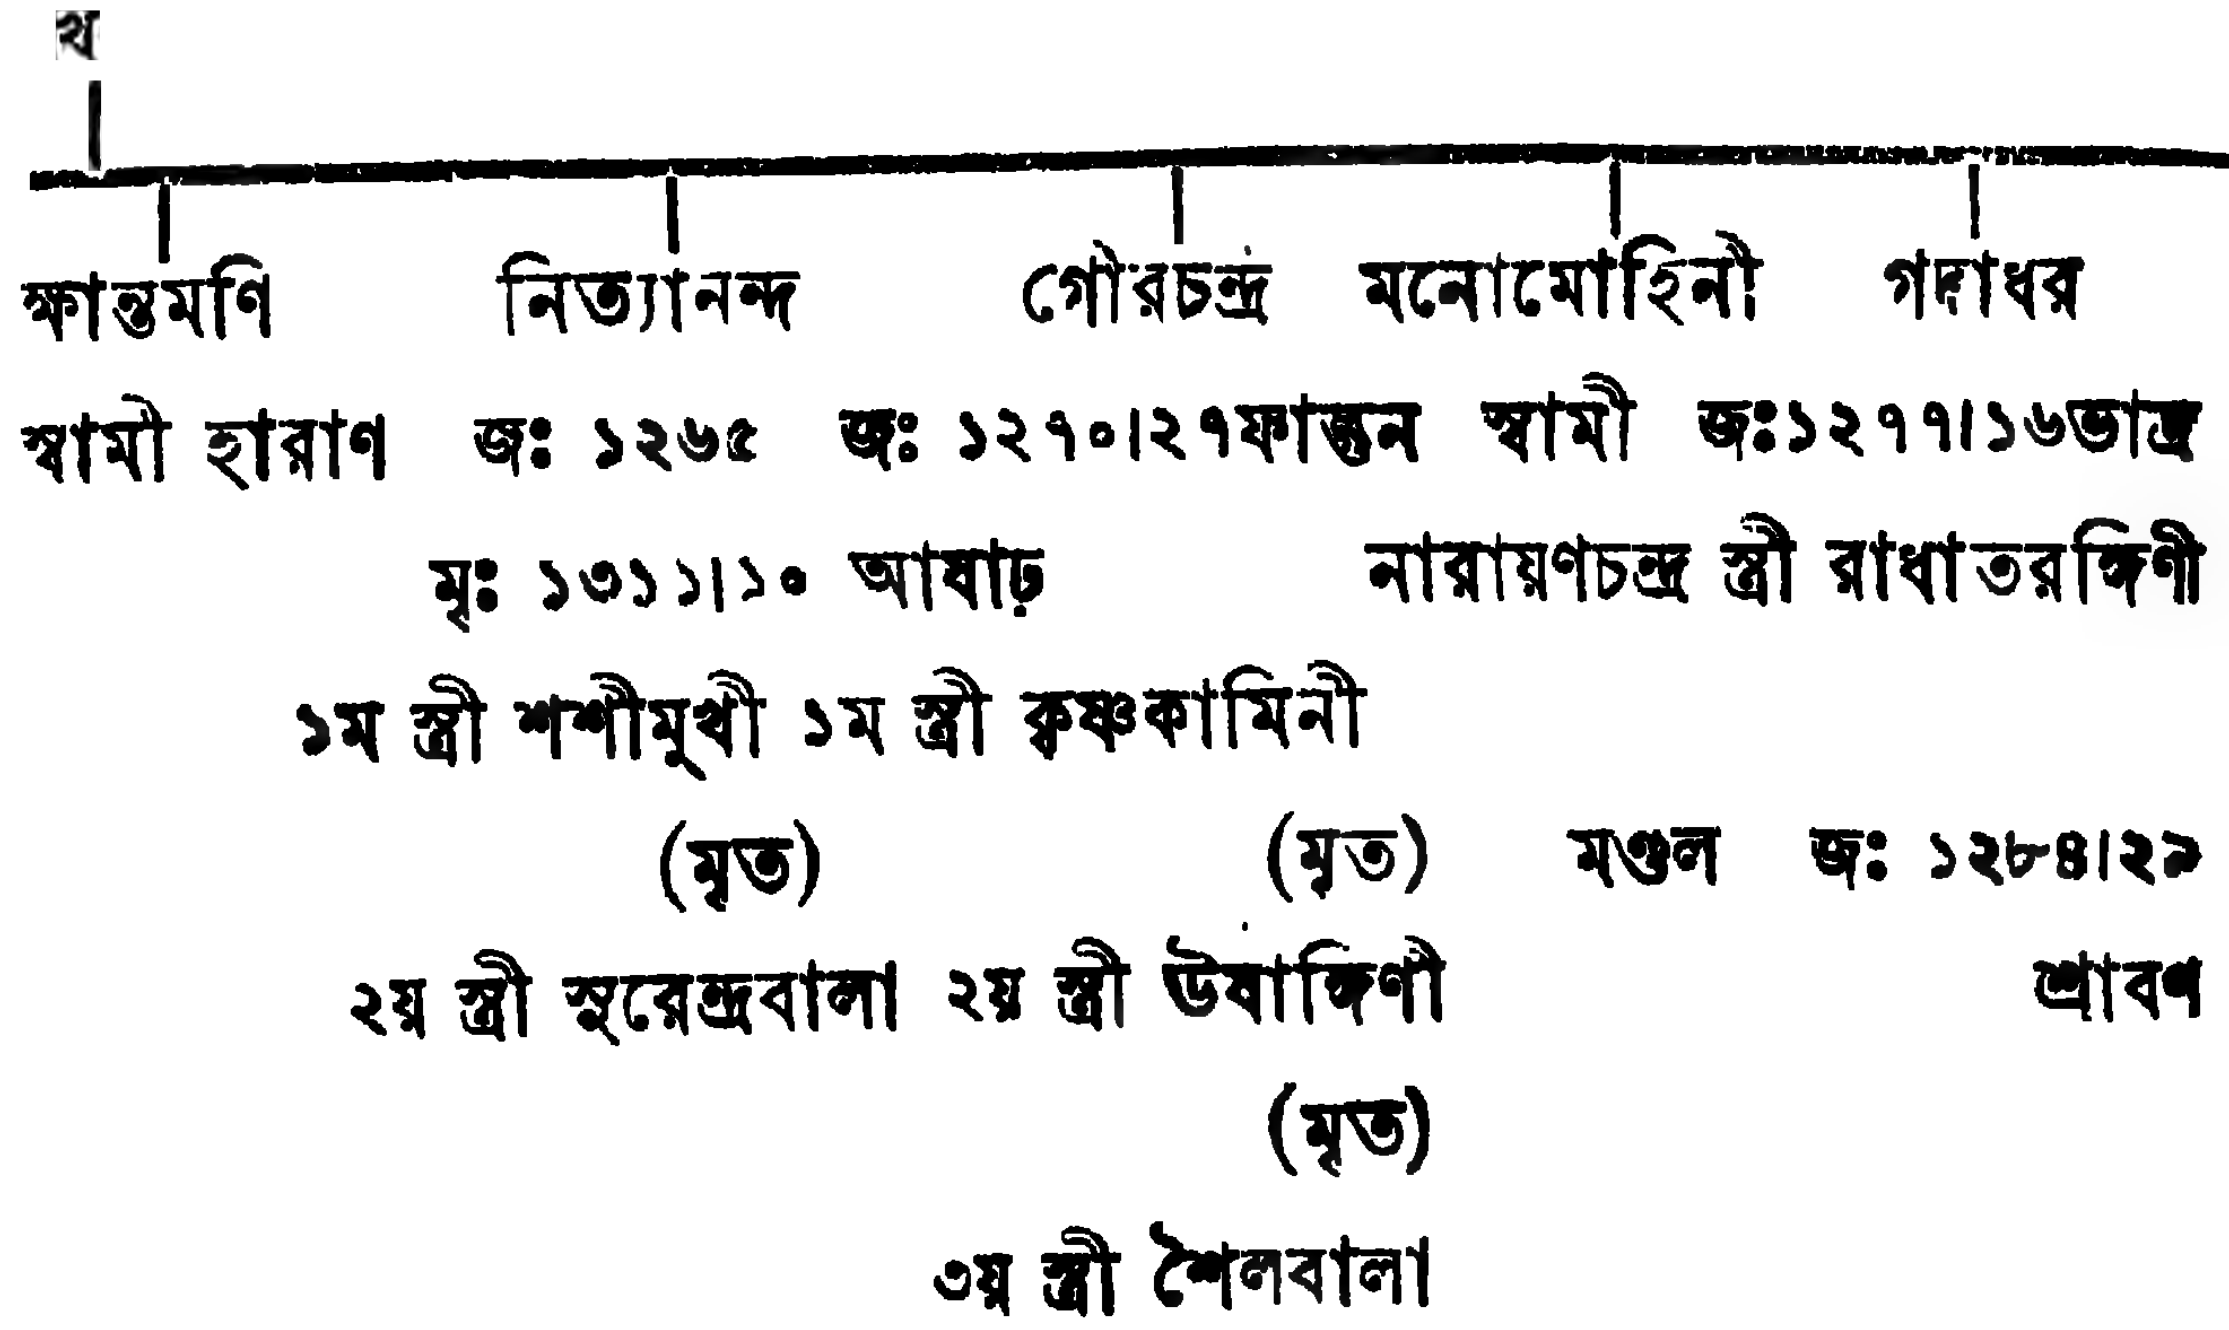 খ
ক্ষান্তমণি নিত্যানন্দ গৌরচন্দ্র মনোমোহিনী গদাধর
স্বামী হারাণ জঃ ১২৬৫ জঃ ১২৭০।২৭ফাল্গুন স্বামী জঃ১২৭৭।১৬ভাদ্র
মৃঃ ১৩১১।১০ আষাঢ় নারায়ণচন্দ্র স্ত্রী রাধাতরঙ্গিণী
১ম স্ত্রী শশীমুখী ১ম স্ত্রী কৃষ্ণকামিনী
(মৃত) (মৃত) মণ্ডল জঃ ১২৮৪।২৯
২য় স্ত্রী সুরেন্দ্রবালা ২য় স্ত্রী ঊষাঙ্গিণী শ্রাবণ
(মৃত)
৩য় স্ত্রী শৈলবালা